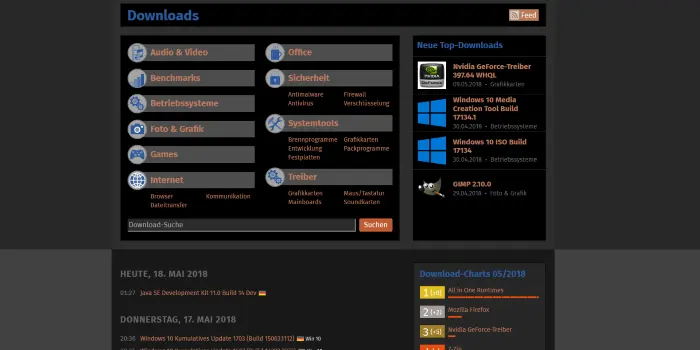 Downloads
Feed
Audio & Video
Benchmarks
Betriebssysteme
Foto & Grafik
Games
Internet
Browser
Kommunikation
Dateitransfer
Office
Sicherheit
Antimalware
Firewall
Antivirus
Verschlüsselung
Systemtools
Brennprogramme
Grafikkarten
Entwicklung
Packprogramme
Festplatten
Treiber
Grafikkarten
Maus/Tastatur
Mainboards
Soundkarten
Download-Suche
Suchen
Neue Top-Downloads
Nvidia GeForce-Treiber
397.64 WHQL
09.05.2018 • Grafikkarten
Windows 10 Media
Creation Tool Build
17134.1
30.04.2018 • Betriebssysteme
Windows 10 ISO Build
17134
30.04.2018 • Betriebssysteme
GIMP 2.10.0
29.04.2018 • Foto & Grafik
HEUTE, 18. MAI 2018
01:27 Java SE Development Kit 11.0 Build 14 Dev
DONNERSTAG, 17. MAI 2018
20:36 Windows 10 Kumulatives Update 1703 (Build 15063.1112) Win 10
Download-Charts 05/2018
1 (±0) All in One Runtimes
2 (+2) Mozilla Firefox
3 (+5) Nvidia GeForce-Treiber
7-Zip